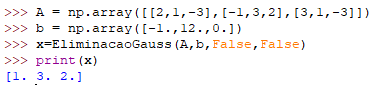 >>> A = np.array([[2,1,-3],[-1,3,2],[3,1,-3]])
>>> b = np.array([-1.,12.,0.])
>>> x=EliminacaoGauss(A,b,False,False)
>>> print(x)
[1. 3. 2.]